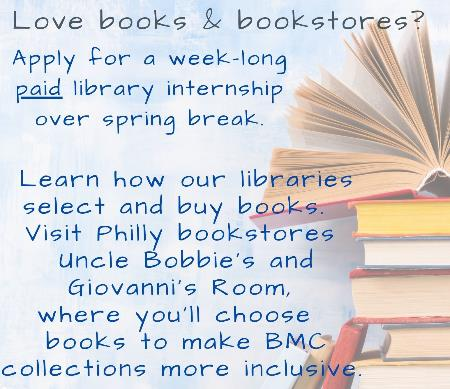 Love books & bookstores?
Apply for a week-long
paid library internship
over spring break.
Learn how our libraries
select and buy books.
Visit Philly bookstores
Uncle Bobbie's and
Giovanni's Room,
where you'll choose
books to make BMC
collections more inclusive.